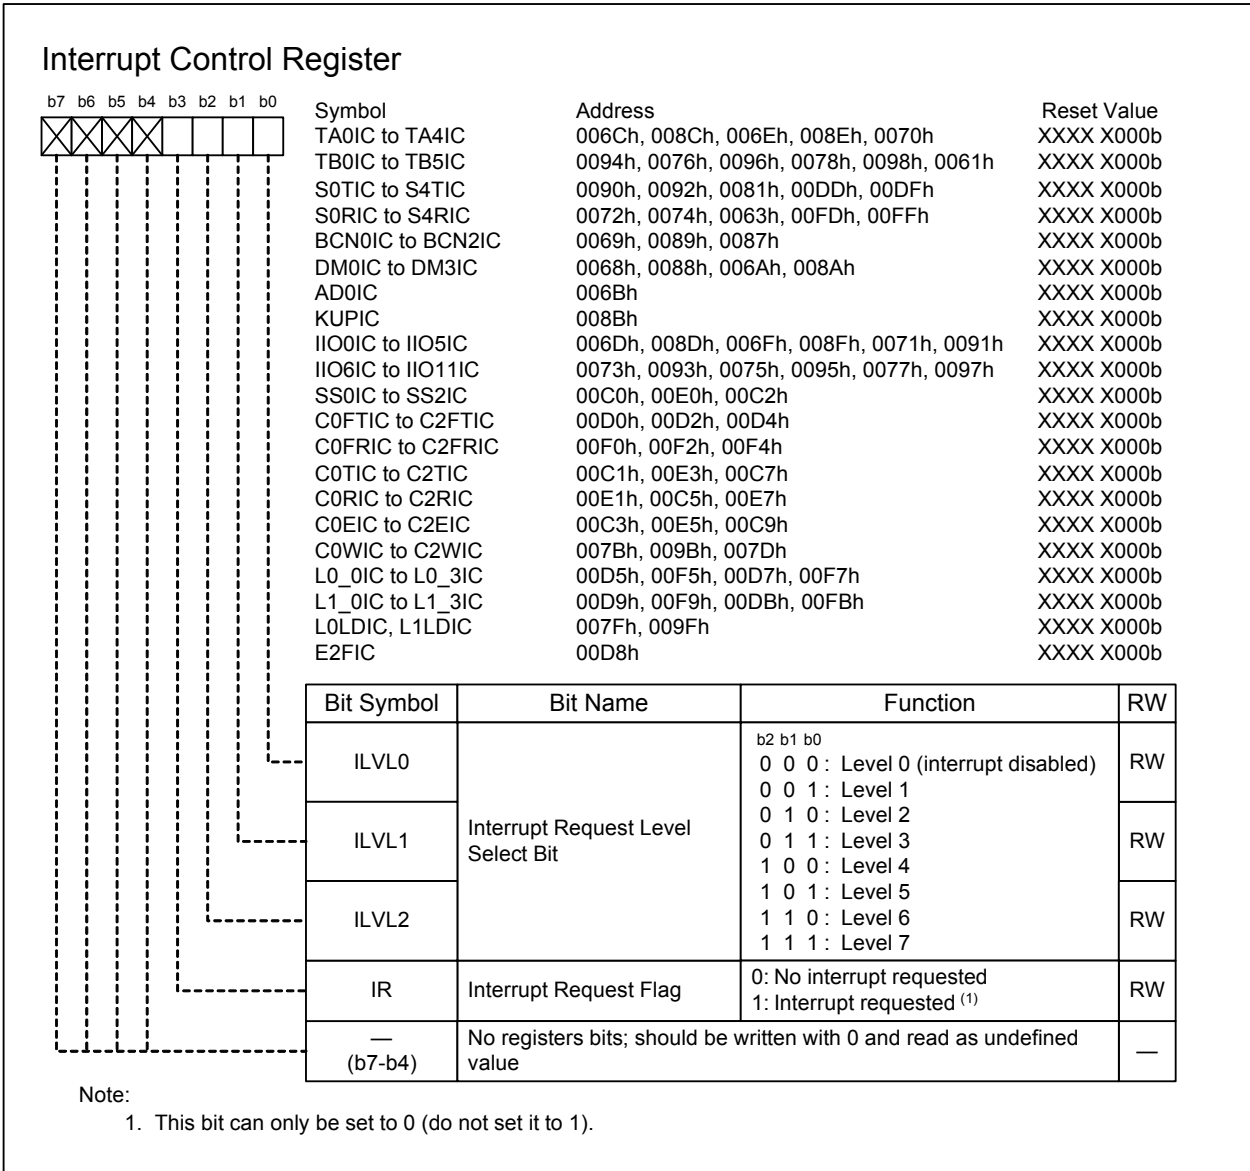 Interrupt Control Register
b7 b6 b5 b4 b3 b2 b1 b0
Symbol Address Reset Value
TA0IC to TA4IC 006Ch, 008Ch, 006Eh, 008Eh, 0070h XXXX X000b
TB0IC to TB5IC 0094h, 0076h, 0096h, 0078h, 0098h, 0061h XXXX X000b
S0TIC to S4TIC 0090h, 0092h, 0081h, 00DDh, 00DFh XXXX X000b
S0RIC to S4RIC 0072h, 0074h, 0063h, 00FDh, 00FFh XXXX X000b
BCN0IC to BCN2IC 0069h, 0089h, 0087h XXXX X000b
DM0IC to DM3IC 0068h, 0088h, 006Ah, 008Ah XXXX X000b
AD0IC 006Bh XXXX X000b
KUPIC 008Bh XXXX X000b
IIO0IC to IIO5IC 006Dh, 008Dh, 006Fh, 008Fh, 0071h, 0091h XXXX X000b
IIO6IC to IIO11IC 0073h, 0093h, 0075h, 0095h, 0077h, 0097h XXXX X000b
SS0IC to SS2IC 00C0h, 00E0h, 00C2h XXXX X000b
C0FTIC to C2FTIC 00D0h, 00D2h, 00D4h XXXX X000b
C0FRIC to C2FRIC 00F0h, 00F2h, 00F4h XXXX X000b
C0TIC to C2TIC 00C1h, 00E3h, 00C7h XXXX X000b
C0RIC to C2RIC 00E1h, 00C5h, 00E7h XXXX X000b
C0EIC to C2EIC 00C3h, 00E5h, 00C9h XXXX X000b
C0WIC to C2WIC 007Bh, 009Bh, 007Dh XXXX X000b
L0_0IC to L0_3IC 00D5h, 00F5h, 00D7h, 00F7h XXXX X000b
L1_0IC to L1_3IC 00D9h, 00F9h, 00DBh, 00FBh XXXX X000b
L0LDIC, L1LDIC 007Fh, 009Fh XXXX X000b
E2FIC 00D8h XXXX X000b
Bit Symbol Bit Name Function RW
ILVL0 RW
ILVL1 RW
ILVL2 RW
Interrupt Request Level
Select Bit
b2 b1 b0
0 0 0 : Level 0 (interrupt disabled)
0 0 1 : Level 1
0 1 0 : Level 2
0 1 1 : Level 3
1 0 0 : Level 4
1 0 1 : Level 5
1 1 0 : Level 6
1 1 1 : Level 7
IR Interrupt Request Flag 0: No interrupt requested RW
1: Interrupt requested (1)
— No registers bits; should be written with 0 and read as undefined —
(b7-b4) value
Note:
1. This bit can only be set to 0 (do not set it to 1).